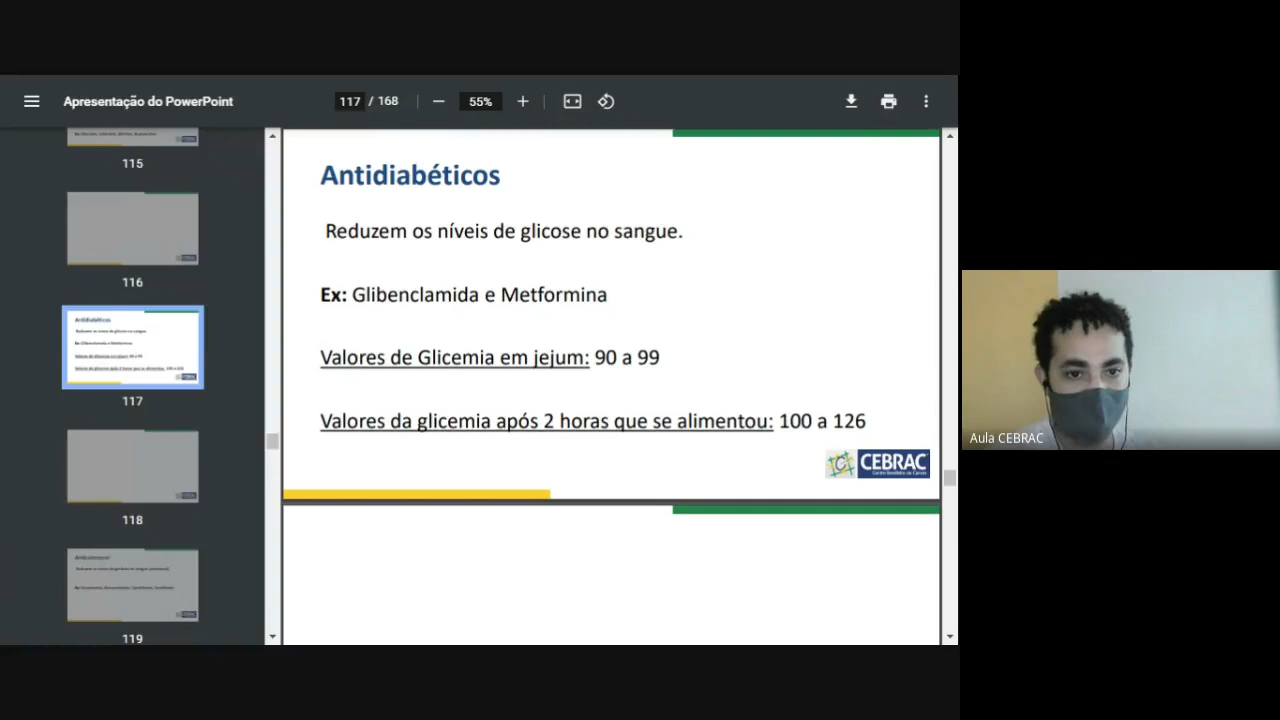 Apresentação do PowerPoint
117 / 168
55%
115
116
117
118
119
Antidiabéticos
Reduzem os níveis de glicose no sangue.
Ex: Glibenclamida e Metformina
Valores de Glicemia em jejum: 90 a 99
Valores da glicemia após 2 horas que se alimentou: 100 a 126
CEBRAC
Aula CEBRAC